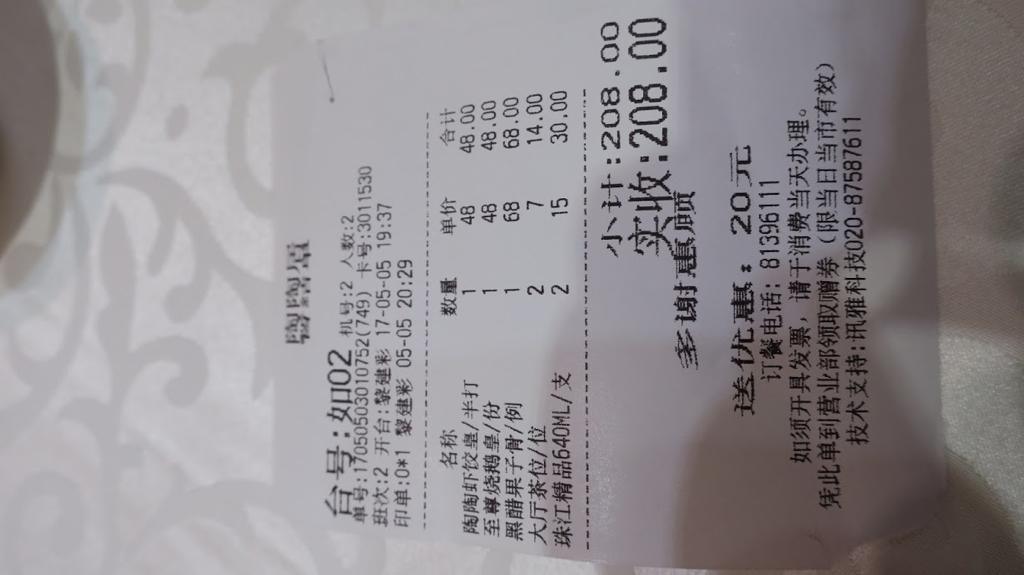 陶陶居
台号:如02
单号:17050503010752(749) 机号:2 人数:2
班次:2 开台:黎建彩 17-05-05 19:37 卡号:30111530
印单:0*1 黎建彩 05-05 20:29
名称 数量 单价 合计
陶陶虾饺皇/半打 1 48 48.00
至尊烧鹅皇/份 1 48 48.00
黑醋果子骨/例 1 68 68.00
大厅茶位/位 2 7 14.00
珠江精品640ML/支 2 15 30.00
小计:208.00
实收:208.00
多谢惠顾
送优惠: 20元
订餐电话: 81396111
如须开具发票, 请于消费当天办理。
凭此单到营业部领取赠券 (限当日当市有效)
技术支持:讯雅科技020-87587611